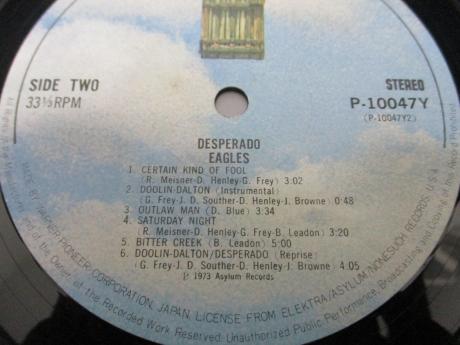 SIDE TWO
33⅓RPM
STEREO
P-10047Y
(P-10047Y2)
DESPERADO
EAGLES
1. CERTAIN KIND OF FOOL
(R. Meisner-D. Henley-G. Frey) 3:02
2. DOOLIN-DALTON (Instrumental)
(G. Frey-J. D. Souther-D. Henley-J. Browne) 0:48
3. OUTLAW MAN (D. Blue) 3:34
4. SATURDAY NIGHT
(R. Meisner-D. Henley-G. Frey-B. Leadon) 3:20
5. BITTER CREEK (B. Leadon) 5:00
6. DOOLIN-DALTON/DESPERADO (Reprise)
(G. Frey-J. D. Souther-D. Henley-J. Browne) 4:05
℗ 1973 Asylum Records
MADE BY WARNER-PIONEER CORPORATION, JAPAN, LICENSE FROM ELEKTRA/ASYLUM/NONESUCH RECORDS
of the Owner of the Recorded Work Reserved. Unauthorized Public Performance, Broadcasting and Copying